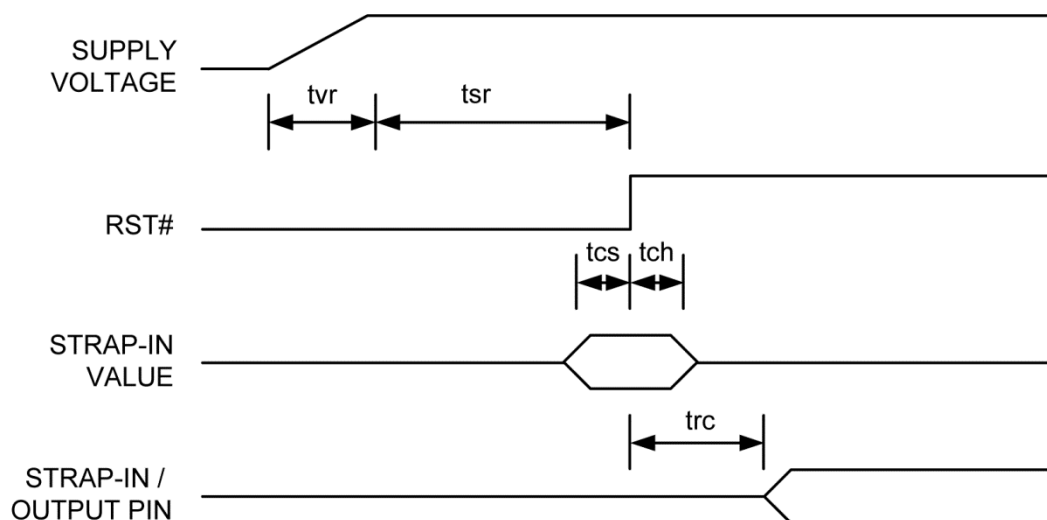 SUPPLY
VOLTAGE
tvr
tsr
RST#
tcs
tch
STRAP-IN
VALUE
trc
STRAP-IN /
OUTPUT PIN